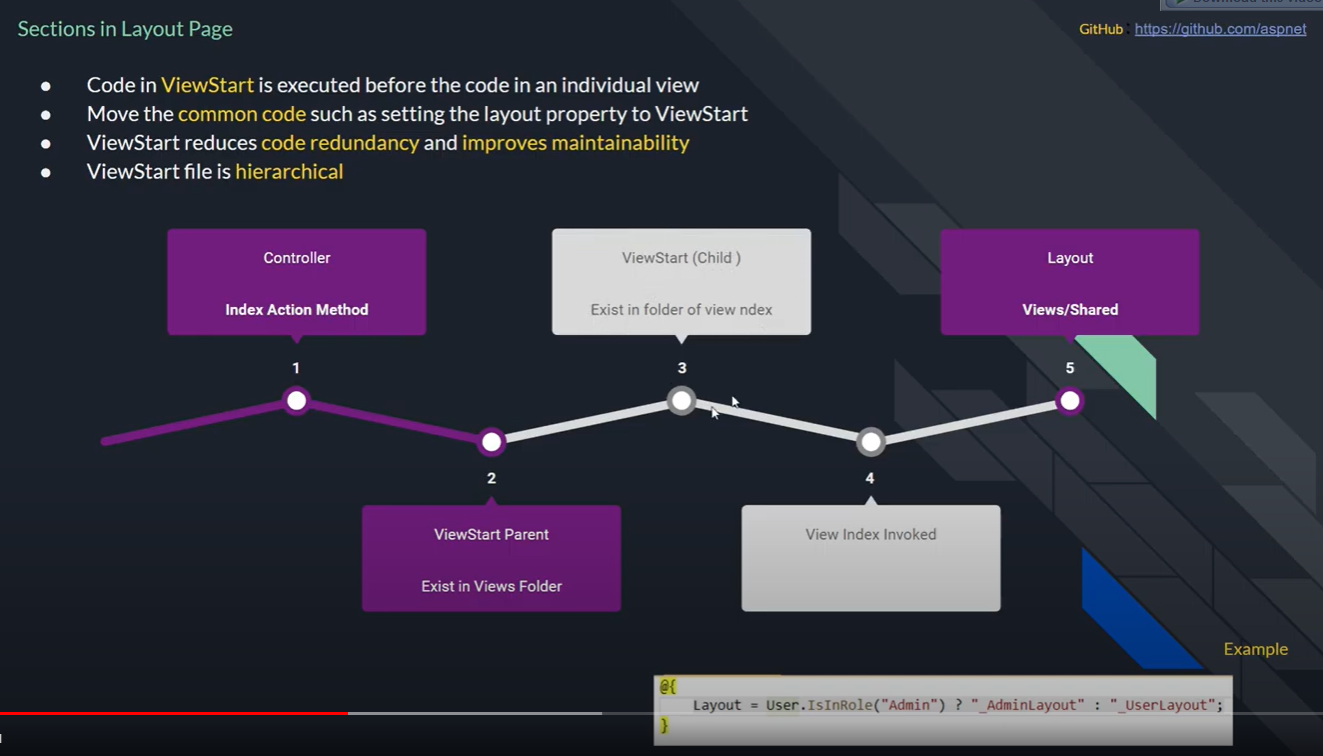 Sections in Layout Page
GitHub : https://github.com/aspnet
● Code in ViewStart is executed before the code in an individual view
● Move the common code such as setting the layout property to ViewStart
● ViewStart reduces code redundancy and improves maintainability
● ViewStart file is hierarchical
Controller
Index Action Method
1
ViewStart Parent
Exist in Views Folder
2
ViewStart (Child )
Exist in folder of view ndex
3
View Index Invoked
4
Layout
Views/Shared
5
Example
@{
Layout = User.IsInRole("Admin") ? "_AdminLayout" : "_UserLayout";
}